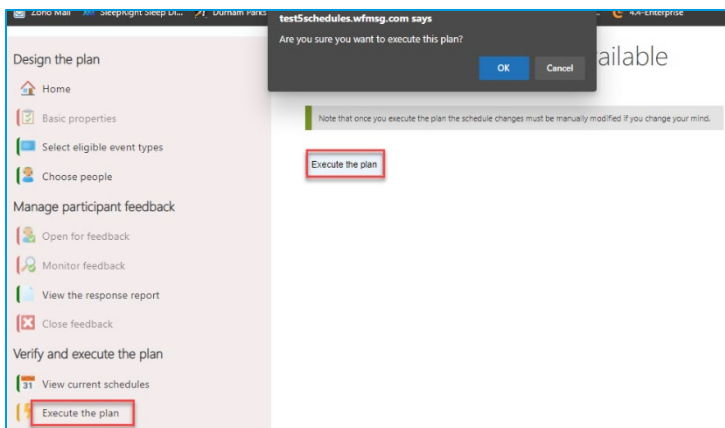 Zoho Mail
SleepRight Sleep Di...
Durham Parks
4.4-Enterprise
test5schedules.wfmsg.com says
Are you sure you want to execute this plan?
OK
Cancel
ailable
Design the plan
Home
Basic properties
Select eligible event types
Choose people
Manage participant feedback
Open for feedback
Monitor feedback
View the response report
Close feedback
Verify and execute the plan
31
View current schedules
Execute the plan
Note that once you execute the plan the schedule changes must be manually modified if you change your mind.
Execute the plan